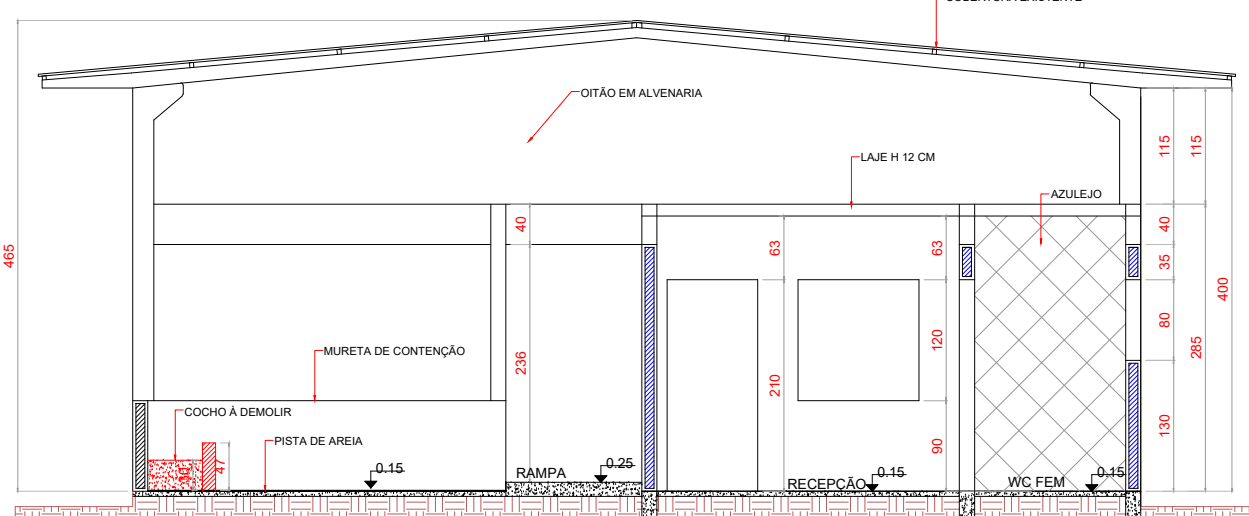 OITÃO EM ALVENARIA
LAJE H 12 CM
AZULEJO
115
115
40
40
63
63
35
465
400
80
120
236
285
MURETA DE CONTENÇÃO
210
COCHO À DEMOLIR
130
PISTA DE AREIA
90
47
30
0.15
RAMPA
0.25
RECEPÇÃO
0.15
WC FEM
0.15